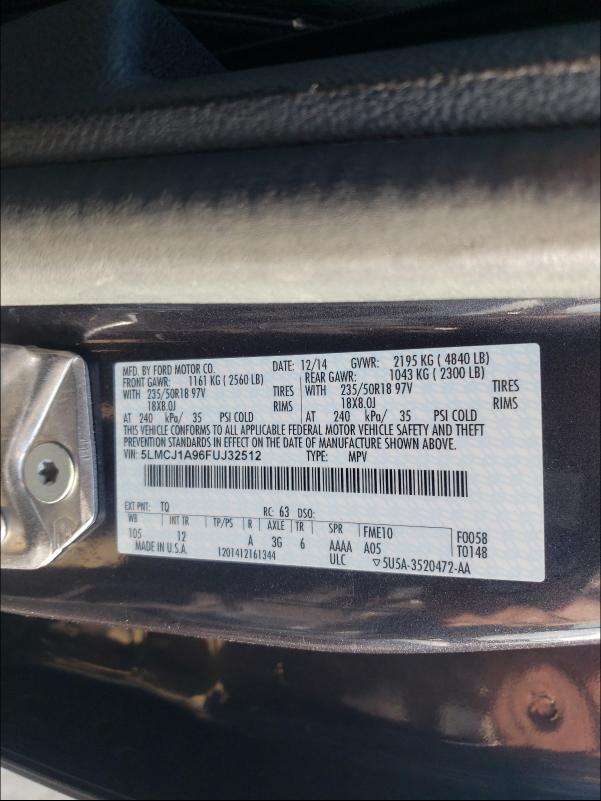 MFD. BY FORD MOTOR CO. DATE: 12/14 GVWR: 2195 KG ( 4840 LB)
FRONT GAWR: 1161 KG ( 2560 LB) REAR GAWR: 1043 KG ( 2300 LB)
WITH 235/50R18 97V TIRES WITH 235/50R18 97V TIRES
18X8.0J RIMS 18X8.0J RIMS
AT 240 kPa/ 35 PSI COLD AT 240 kPa/ 35 PSI COLD
THIS VEHICLE CONFORMS TO ALL APPLICABLE FEDERAL MOTOR VEHICLE SAFETY AND THEFT
PREVENTION STANDARDS IN EFFECT ON THE DATE OF MANUFACTURE SHOWN ABOVE.
VIN: 5LMCJ1A96FUJ32512 TYPE: MPV
EXT PNT: TQ RC: 63 DSO:
WB INT TR TP/PS R AXLE TR SPR FME10 F0058
105 12 A 3G 6 AAAA A05 T0148
MADE IN U.S.A. 1201412161344 ULC ▽5U5A-3520472-AA